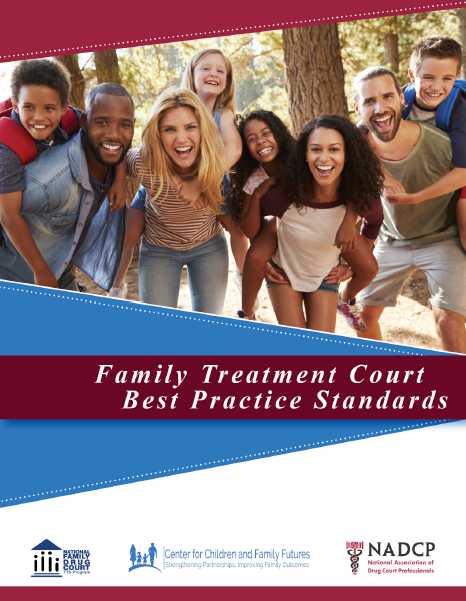 Family Treatment Court
Best Practice Standards
NATIONAL
FAMILY
DRUG
COURT
TTA Program
Center for Children and Family Futures
Strengthening Partnerships, Improving Family Outcomes
NADCP
National Association of
Drug Court Professionals